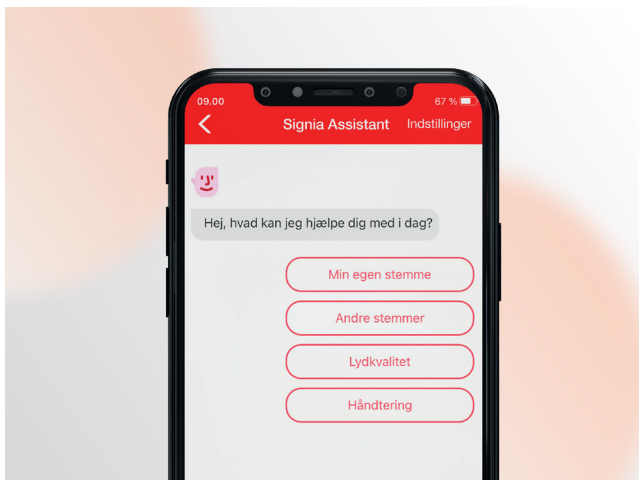 09.00
67 %
Signia Assistant
Indstillinger
Hej, hvad kan jeg hjælpe dig med i dag?
Min egen stemme
Andre stemmer
Lydkvalitet
Håndtering